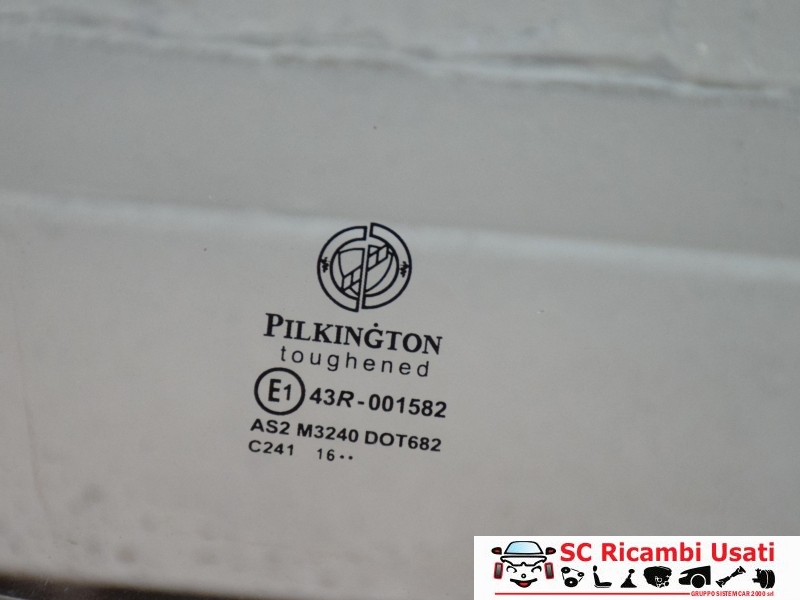 PILKINGTON
toughened
E1 43R-001582
AS2 M3240 DOT682
C241 16••
SC Ricambi Usati
GRUPPO SISTEMCAR 2000 srl